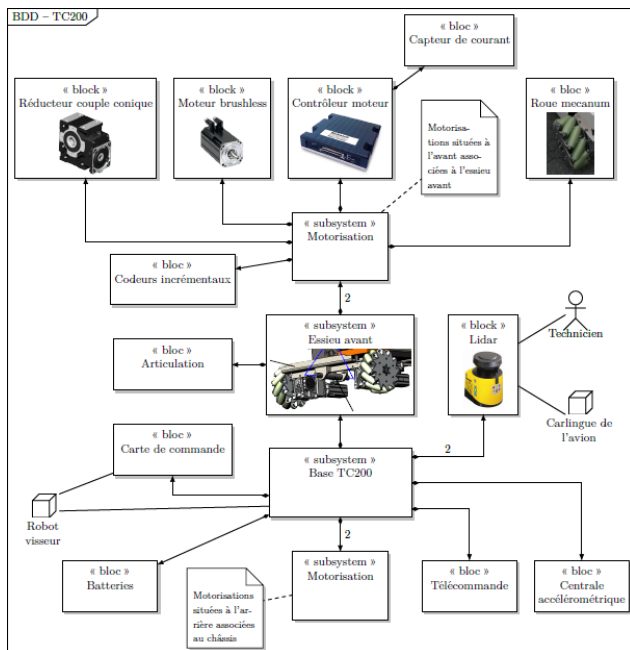 BDD – TC200
« bloc »
Capteur de courant
« block »
Réducteur couple conique
« block »
Moteur brushless
« block »
Contrôleur moteur
« bloc »
Roue mecanum
Motoris-
ations situées à
l'avant asso-
ciées à l'essieu
avant
« subsystem »
Motorisation
« bloc »
Codeurs incrémentaux
2
« subsystem »
Essieu avant
« block »
Lidar
Technicien
« bloc »
Articulation
Carlingue de
l'avion
« bloc »
Carte de commande
« subsystem »
Base TC200
2
Robot
visseur
2
« bloc »
Batteries
« subsystem »
Motorisation
« bloc »
Télécommande
« bloc »
Centrale
accélérométrique
Motorisations
situées à l'ar-
rière associées
au châssis